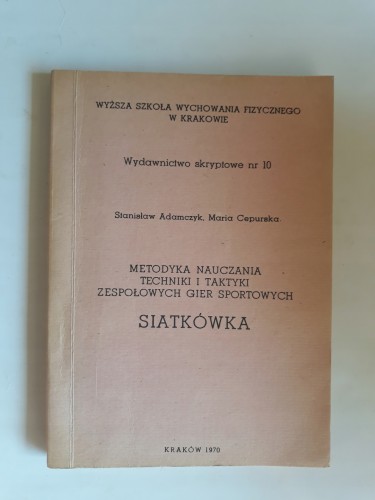 WYŻSZA SZKOŁA WYCHOWANIA FIZYCZNEGO
W KRAKOWIE
Wydawnictwo skryptowe nr 10
Stanisław Adamczyk, Maria Cepurska
METODYKA NAUCZANIA
TECHNIKI I TAKTYKI
ZESPOŁOWYCH GIER SPORTOWYCH
SIATKÓWKA
KRAKÓW 1970